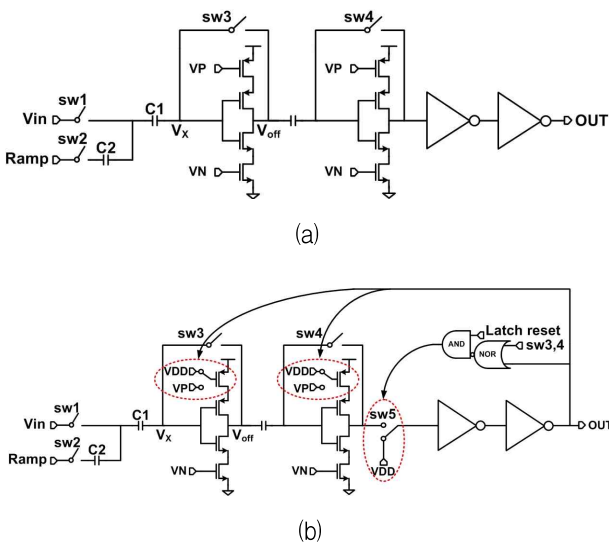 sw3
sw4
VP
VP
sw1
C1
Vin
OUT
sw2
C2
VX
Voff
Ramp
VN
VN
(a)
Latch reset
AND
sw3,4
NOR
sw3
sw4
VDD
VDD
VP
VP
sw1
C1
sw5
Vin
OUT
sw2
C2
VX
Voff
Ramp
VDD
VN
VN
(b)